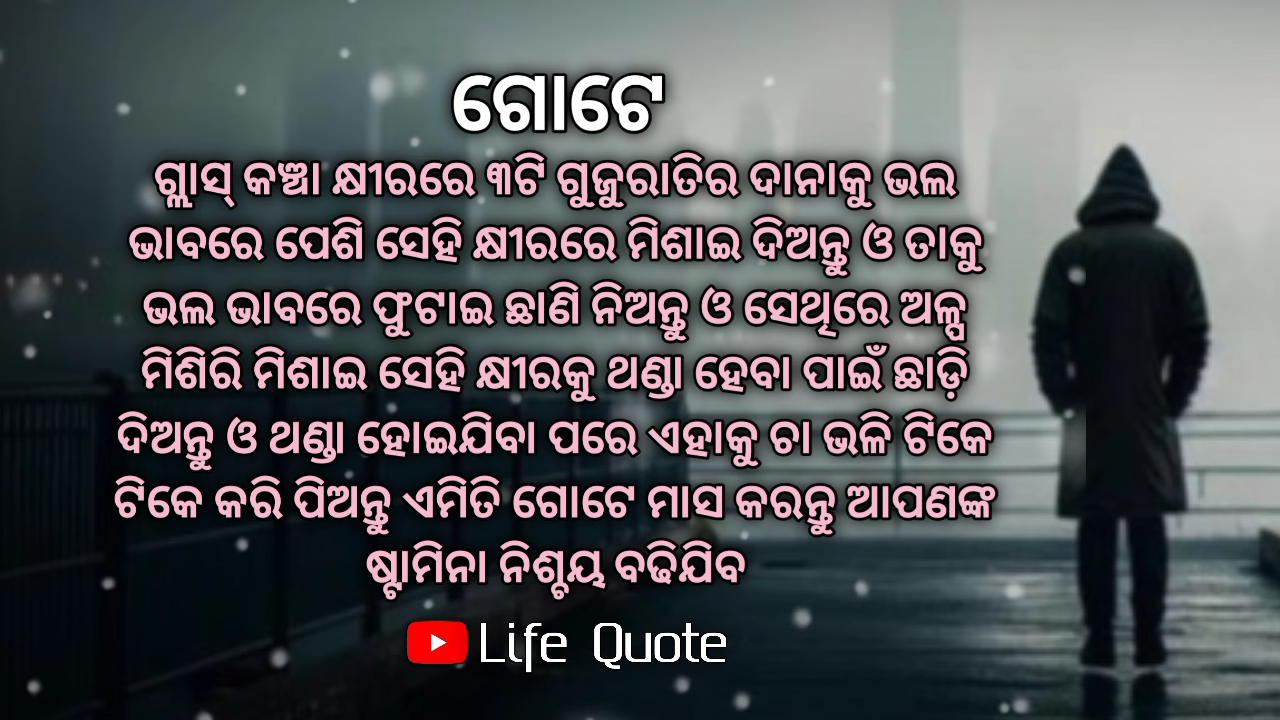 ଗୋଟେ
ଗ୍ଲାସ୍ କଞ୍ଚା କ୍ଷୀରରେ ୩ଟି ଗୁଜୁରାତିର ଦାନାକୁ ଭଲ
ଭାବରେ ପେଶି ସେହି କ୍ଷୀରରେ ମିଶାଇ ଦିଅନ୍ତୁ ଓ ତାକୁ
ଭଲ ଭାବରେ ଫୁଟାଇ ଛାଣି ନିଅନ୍ତୁ ଓ ସେଥିରେ ଅଳ୍ପ
ମିଶିରି ମିଶାଇ ସେହି କ୍ଷୀରକୁ ଥଣ୍ଡା ହେବା ପାଇଁ ଛାଡ଼ି
ଦିଅନ୍ତୁ ଓ ଥଣ୍ଡା ହୋଇଯିବା ପରେ ଏହାକୁ ଚା ଭଳି ଟିକେ
ଟିକେ କରି ପିଅନ୍ତୁ ଏମିତି ଗୋଟେ ମାସ କରନ୍ତୁ ଆପଣଙ୍କ
ଷ୍ଟାମିନା ନିଶ୍ଚୟ ବଢିଯିବ
Life Quote